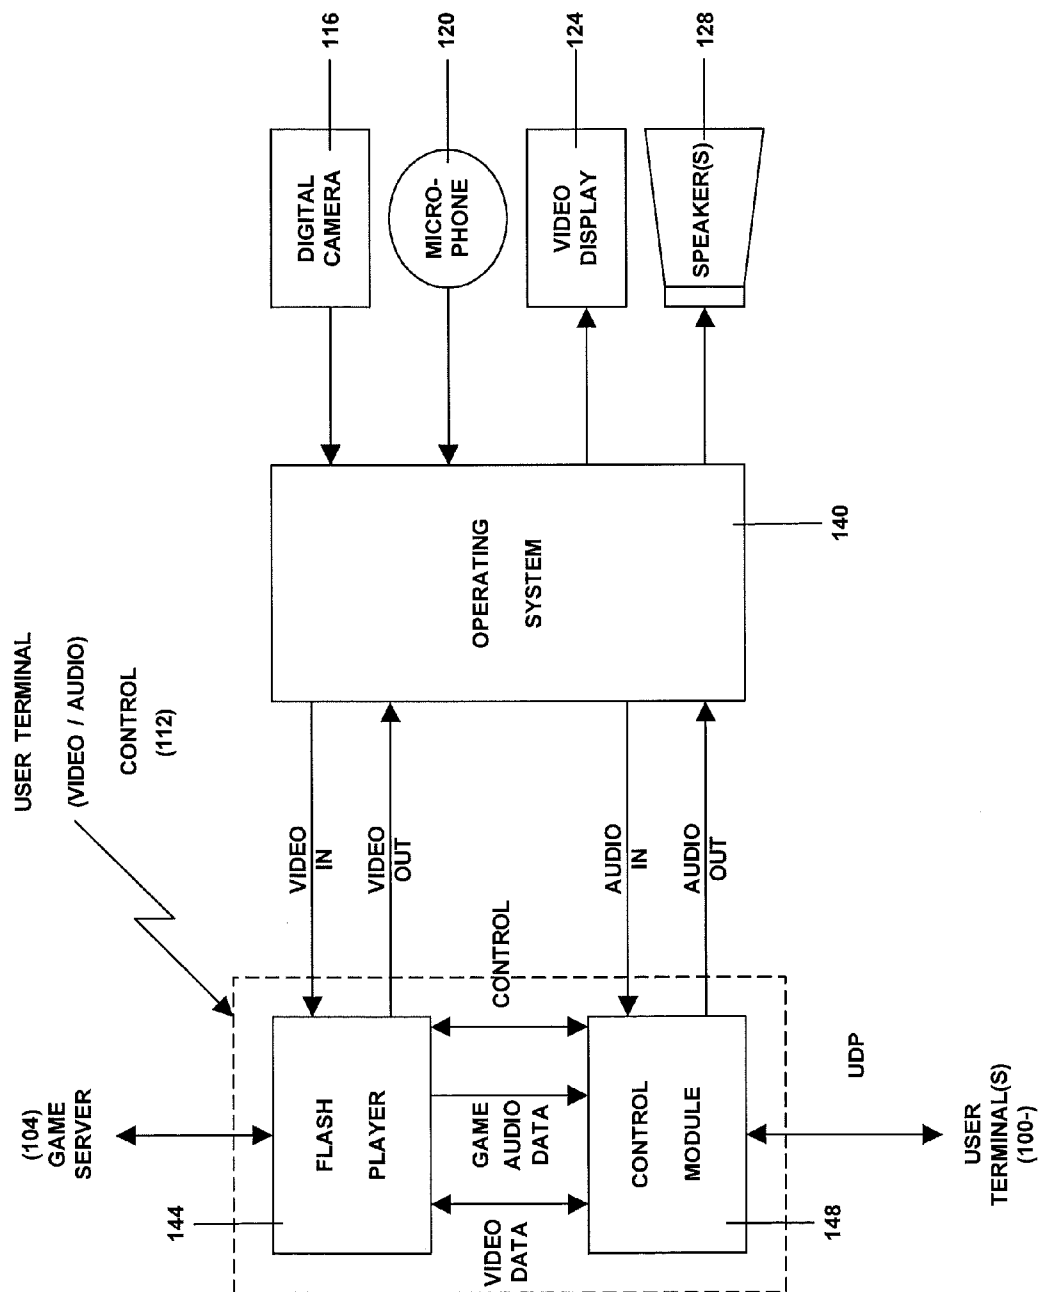 116
120
124
128
DIGITAL
CAMERA
MICRO-
PHONE
VIDEO
DISPLAY
SPEAKER(S)
OPERATING
SYSTEM
140
USER TERMINAL
(VIDEO / AUDIO)
CONTROL
(112)
VIDEO
IN
VIDEO
OUT
AUDIO
IN
AUDIO
OUT
CONTROL
(104)
GAME
SERVER
FLASH
PLAYER
144
GAME
AUDIO
DATA
VIDEO
DATA
CONTROL
MODULE
148
UDP
USER
TERMINAL(S)
(100-)